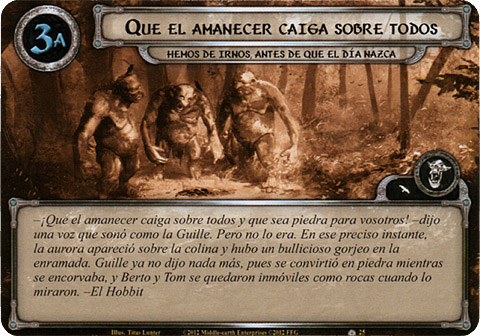 3A
QUE EL AMANECER CAIGA SOBRE TODOS
HEMOS DE IRNOS, ANTES DE QUE EL DÍA NAZCA
–¡Que el amanecer caiga sobre todos y que sea piedra para vosotros! –dijo
una voz que sonó como la Guille. Pero no lo era. En ese preciso instante,
la aurora apareció sobre la colina y hubo un bullicioso gorjeo en la
enramada. Guille ya no dijo nada más, pues se convirtió en piedra mientras
se encorvaba, y Berto y Tom se quedaron inmóviles como rocas cuando lo
miraron. –El Hobbit
Illus. Titus Lunter ©2012 Middle-earth Enterprises ©2012 FFG 25